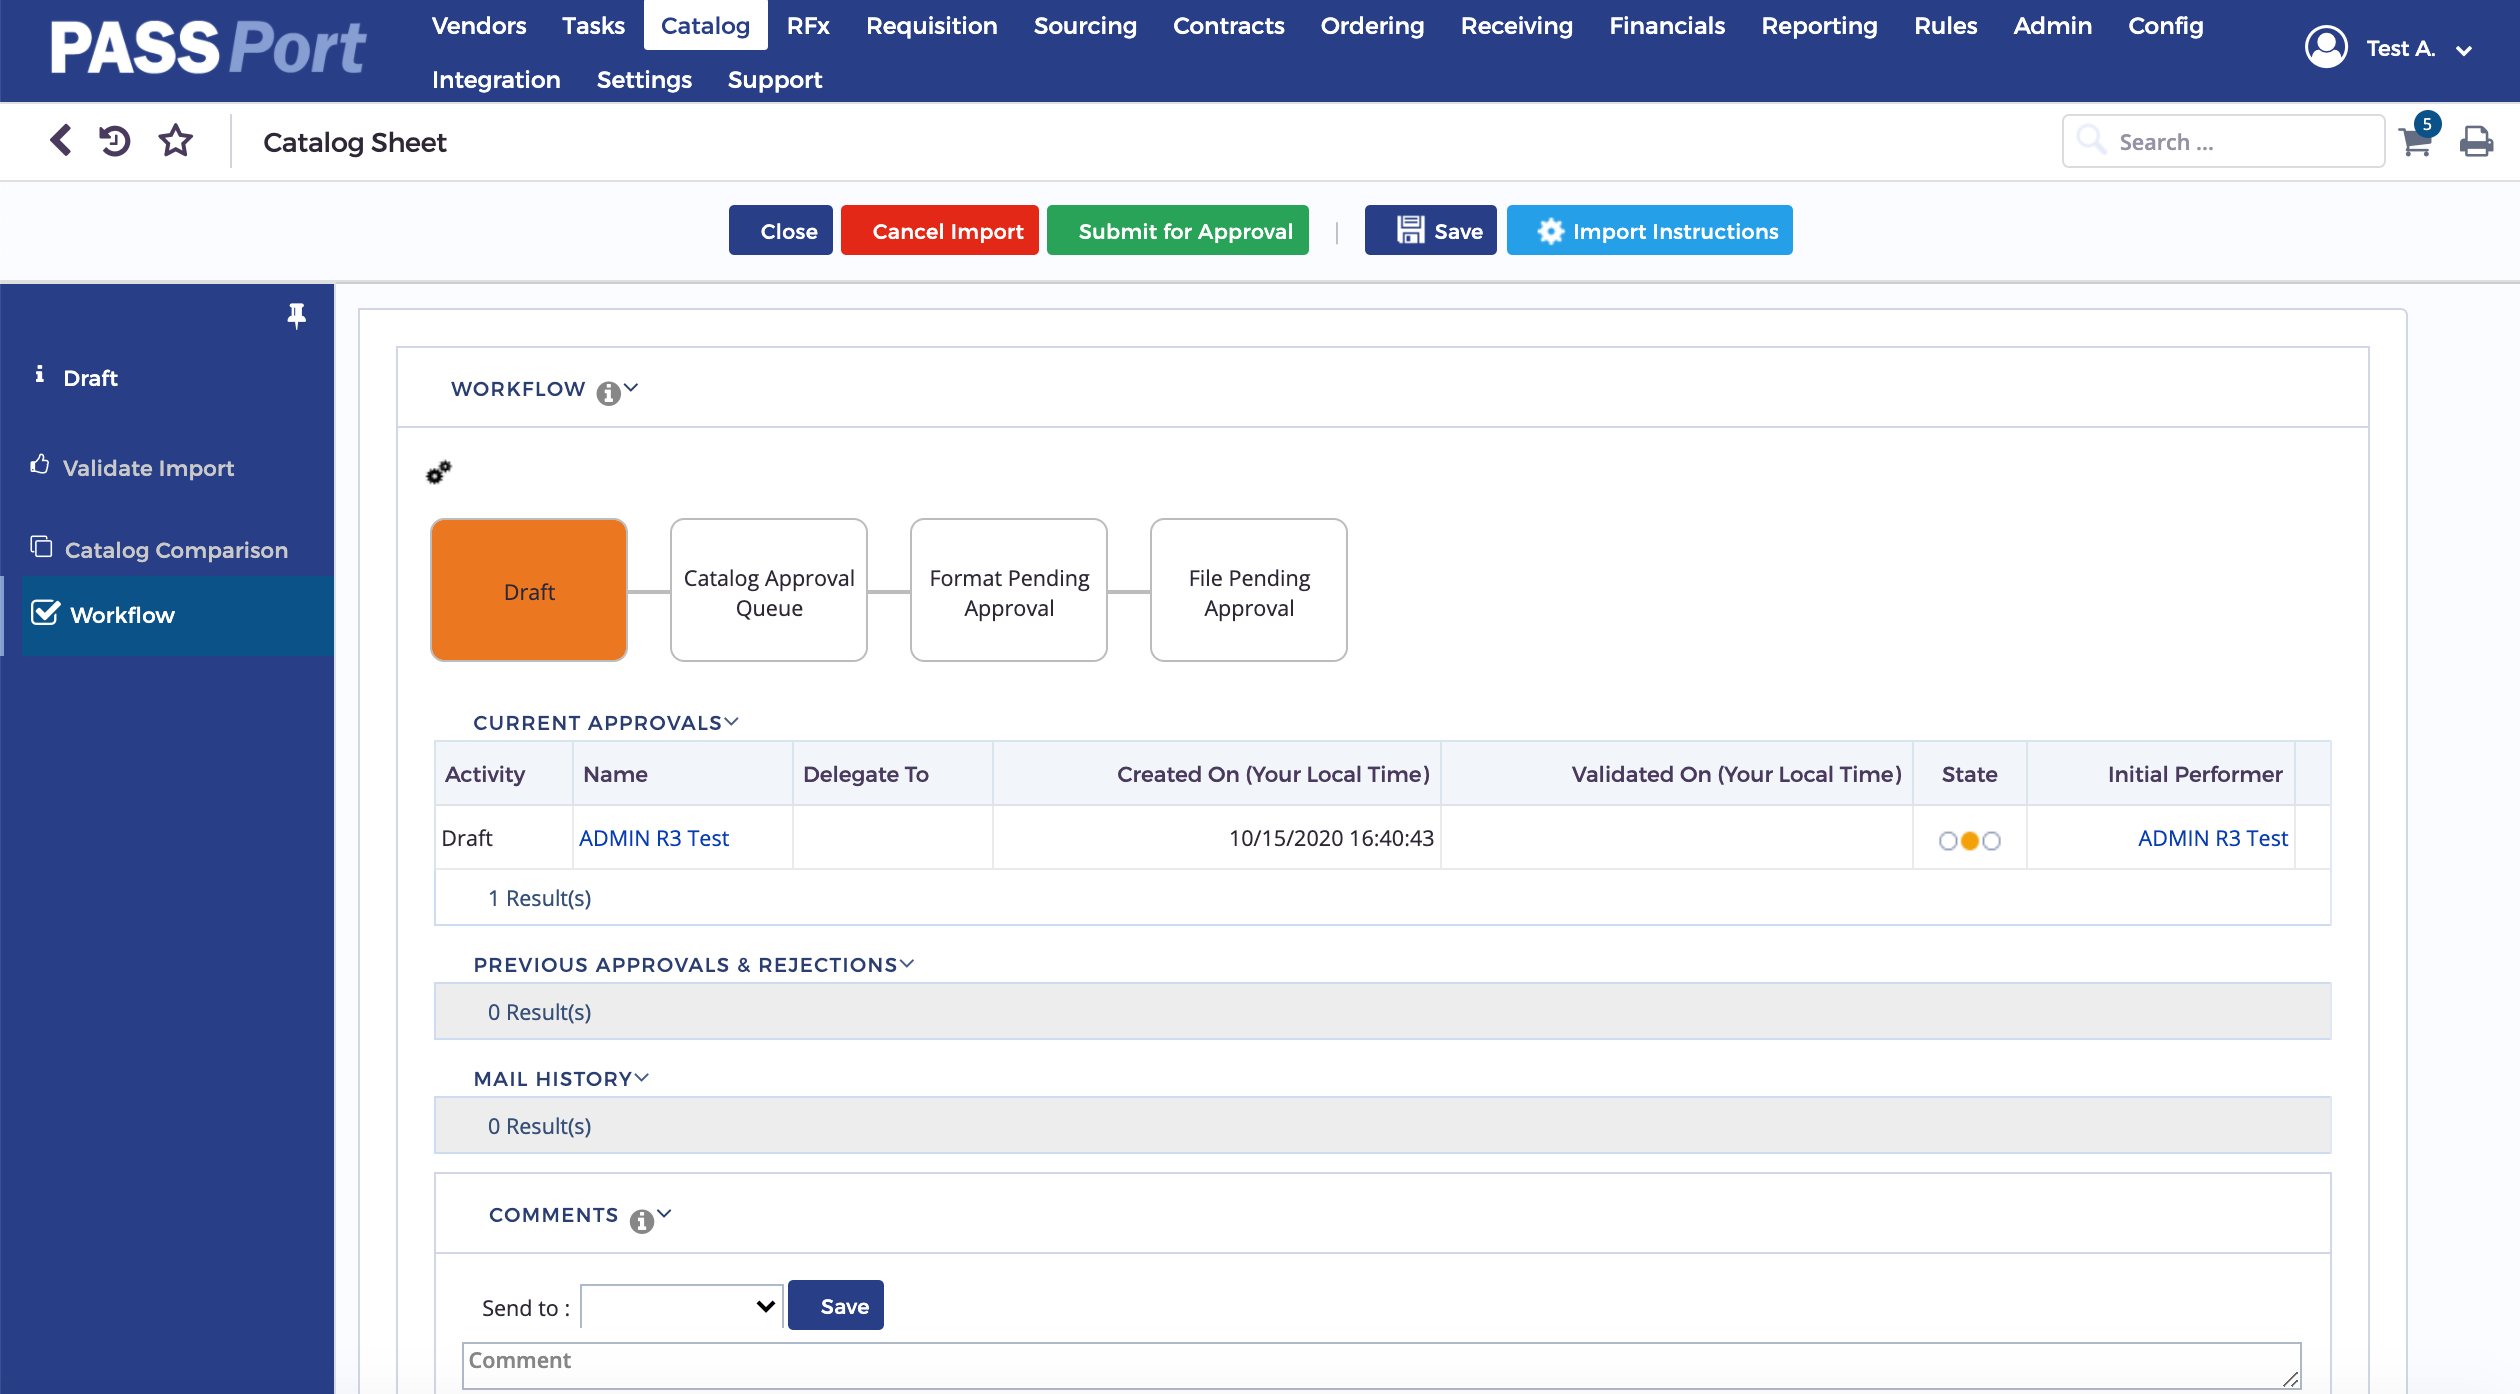 PASSPort
Vendors Tasks Catalog RFx Requisition Sourcing Contracts Ordering Receiving Financials Reporting Rules Admin Config
Integration Settings Support
Test A.
Catalog Sheet
Search ...
5
Close
Cancel Import
Submit for Approval
Save
Import Instructions
Draft
Validate Import
Catalog Comparison
Workflow
WORKFLOW
Draft
Catalog Approval
Queue
Format Pending
Approval
File Pending
Approval
CURRENT APPROVALS
Activity Name Delegate To Created On (Your Local Time) Validated On (Your Local Time) State Initial Performer
Draft ADMIN R3 Test 10/15/2020 16:40:43 ADMIN R3 Test
1 Result(s)
PREVIOUS APPROVALS & REJECTIONS
0 Result(s)
MAIL HISTORY
0 Result(s)
COMMENTS
Send to : Save
Comment